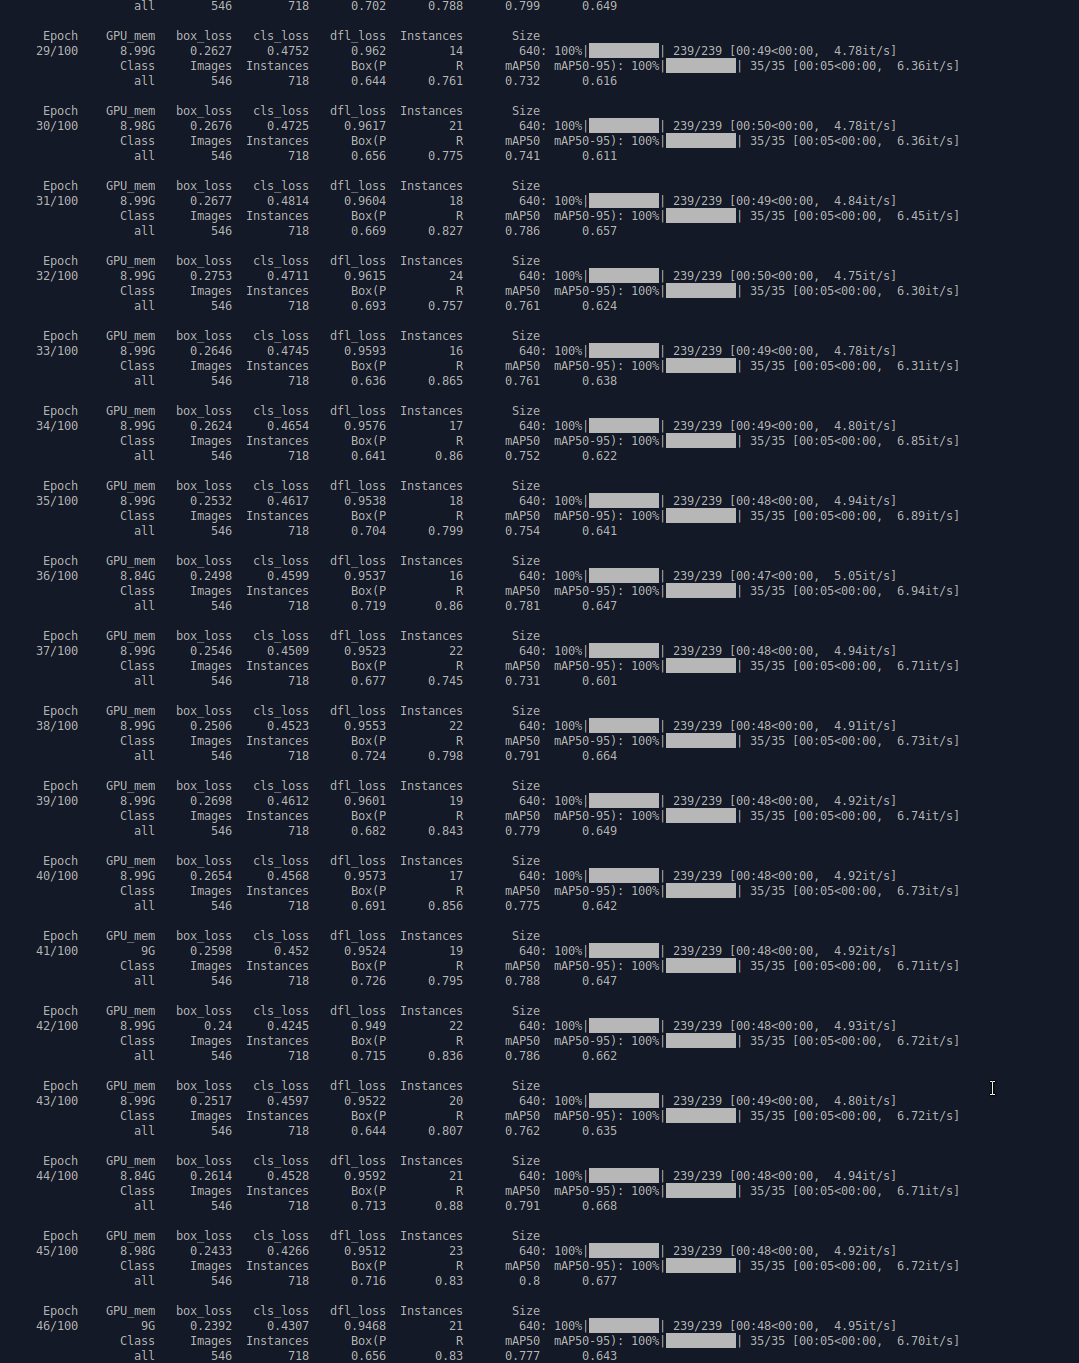 all 546 718 0.702 0.788 0.799 0.649
Epoch GPU_mem box_loss cls_loss dfl_loss Instances Size
29/100 8.99G 0.2627 0.4752 0.962 14 640: 100%|██████████| 239/239 [00:49<00:00, 4.78it/s]
Class Images Instances Box(P R mAP50 mAP50-95): 100%|██████████| 35/35 [00:05<00:00, 6.36it/s]
all 546 718 0.644 0.761 0.732 0.616
Epoch GPU_mem box_loss cls_loss dfl_loss Instances Size
30/100 8.98G 0.2676 0.4725 0.9617 21 640: 100%|██████████| 239/239 [00:50<00:00, 4.78it/s]
Class Images Instances Box(P R mAP50 mAP50-95): 100%|██████████| 35/35 [00:05<00:00, 6.36it/s]
all 546 718 0.656 0.775 0.741 0.611
Epoch GPU_mem box_loss cls_loss dfl_loss Instances Size
31/100 8.99G 0.2677 0.4814 0.9604 18 640: 100%|██████████| 239/239 [00:49<00:00, 4.84it/s]
Class Images Instances Box(P R mAP50 mAP50-95): 100%|██████████| 35/35 [00:05<00:00, 6.45it/s]
all 546 718 0.669 0.827 0.786 0.657
Epoch GPU_mem box_loss cls_loss dfl_loss Instances Size
32/100 8.99G 0.2753 0.4711 0.9615 24 640: 100%|██████████| 239/239 [00:50<00:00, 4.75it/s]
Class Images Instances Box(P R mAP50 mAP50-95): 100%|██████████| 35/35 [00:05<00:00, 6.30it/s]
all 546 718 0.693 0.757 0.761 0.624
Epoch GPU_mem box_loss cls_loss dfl_loss Instances Size
33/100 8.99G 0.2646 0.4745 0.9593 16 640: 100%|██████████| 239/239 [00:49<00:00, 4.78it/s]
Class Images Instances Box(P R mAP50 mAP50-95): 100%|██████████| 35/35 [00:05<00:00, 6.31it/s]
all 546 718 0.636 0.865 0.761 0.638
Epoch GPU_mem box_loss cls_loss dfl_loss Instances Size
34/100 8.99G 0.2624 0.4654 0.9576 17 640: 100%|██████████| 239/239 [00:49<00:00, 4.80it/s]
Class Images Instances Box(P R mAP50 mAP50-95): 100%|██████████| 35/35 [00:05<00:00, 6.85it/s]
all 546 718 0.641 0.86 0.752 0.622
Epoch GPU_mem box_loss cls_loss dfl_loss Instances Size
35/100 8.99G 0.2532 0.4617 0.9538 18 640: 100%|██████████| 239/239 [00:48<00:00, 4.94it/s]
Class Images Instances Box(P R mAP50 mAP50-95): 100%|██████████| 35/35 [00:05<00:00, 6.89it/s]
all 546 718 0.704 0.799 0.754 0.641
Epoch GPU_mem box_loss cls_loss dfl_loss Instances Size
36/100 8.84G 0.2498 0.4599 0.9537 16 640: 100%|██████████| 239/239 [00:47<00:00, 5.05it/s]
Class Images Instances Box(P R mAP50 mAP50-95): 100%|██████████| 35/35 [00:05<00:00, 6.94it/s]
all 546 718 0.719 0.86 0.781 0.647
Epoch GPU_mem box_loss cls_loss dfl_loss Instances Size
37/100 8.99G 0.2546 0.4509 0.9523 22 640: 100%|██████████| 239/239 [00:48<00:00, 4.94it/s]
Class Images Instances Box(P R mAP50 mAP50-95): 100%|██████████| 35/35 [00:05<00:00, 6.71it/s]
all 546 718 0.677 0.745 0.731 0.601
Epoch GPU_mem box_loss cls_loss dfl_loss Instances Size
38/100 8.99G 0.2506 0.4523 0.9553 22 640: 100%|██████████| 239/239 [00:48<00:00, 4.91it/s]
Class Images Instances Box(P R mAP50 mAP50-95): 100%|██████████| 35/35 [00:05<00:00, 6.73it/s]
all 546 718 0.724 0.798 0.791 0.664
Epoch GPU_mem box_loss cls_loss dfl_loss Instances Size
39/100 8.99G 0.2698 0.4612 0.9601 19 640: 100%|██████████| 239/239 [00:48<00:00, 4.92it/s]
Class Images Instances Box(P R mAP50 mAP50-95): 100%|██████████| 35/35 [00:05<00:00, 6.74it/s]
all 546 718 0.682 0.843 0.779 0.649
Epoch GPU_mem box_loss cls_loss dfl_loss Instances Size
40/100 8.99G 0.2654 0.4568 0.9573 17 640: 100%|██████████| 239/239 [00:48<00:00, 4.92it/s]
Class Images Instances Box(P R mAP50 mAP50-95): 100%|██████████| 35/35 [00:05<00:00, 6.73it/s]
all 546 718 0.691 0.856 0.775 0.642
Epoch GPU_mem box_loss cls_loss dfl_loss Instances Size
41/100 9G 0.2598 0.452 0.9524 19 640: 100%|██████████| 239/239 [00:48<00:00, 4.92it/s]
Class Images Instances Box(P R mAP50 mAP50-95): 100%|██████████| 35/35 [00:05<00:00, 6.71it/s]
all 546 718 0.726 0.795 0.788 0.647
Epoch GPU_mem box_loss cls_loss dfl_loss Instances Size
42/100 8.99G 0.24 0.4245 0.949 22 640: 100%|██████████| 239/239 [00:48<00:00, 4.93it/s]
Class Images Instances Box(P R mAP50 mAP50-95): 100%|██████████| 35/35 [00:05<00:00, 6.72it/s]
all 546 718 0.715 0.836 0.786 0.662
Epoch GPU_mem box_loss cls_loss dfl_loss Instances Size
43/100 8.99G 0.2517 0.4597 0.9522 20 640: 100%|██████████| 239/239 [00:49<00:00, 4.80it/s]
Class Images Instances Box(P R mAP50 mAP50-95): 100%|██████████| 35/35 [00:05<00:00, 6.72it/s]
all 546 718 0.644 0.807 0.762 0.635
Epoch GPU_mem box_loss cls_loss dfl_loss Instances Size
44/100 8.84G 0.2614 0.4528 0.9592 21 640: 100%|██████████| 239/239 [00:48<00:00, 4.94it/s]
Class Images Instances Box(P R mAP50 mAP50-95): 100%|██████████| 35/35 [00:05<00:00, 6.71it/s]
all 546 718 0.713 0.88 0.791 0.668
Epoch GPU_mem box_loss cls_loss dfl_loss Instances Size
45/100 8.98G 0.2433 0.4266 0.9512 23 640: 100%|██████████| 239/239 [00:48<00:00, 4.92it/s]
Class Images Instances Box(P R mAP50 mAP50-95): 100%|██████████| 35/35 [00:05<00:00, 6.72it/s]
all 546 718 0.716 0.83 0.8 0.677
Epoch GPU_mem box_loss cls_loss dfl_loss Instances Size
46/100 9G 0.2392 0.4307 0.9468 21 640: 100%|██████████| 239/239 [00:48<00:00, 4.95it/s]
Class Images Instances Box(P R mAP50 mAP50-95): 100%|██████████| 35/35 [00:05<00:00, 6.70it/s]
all 546 718 0.656 0.83 0.777 0.643